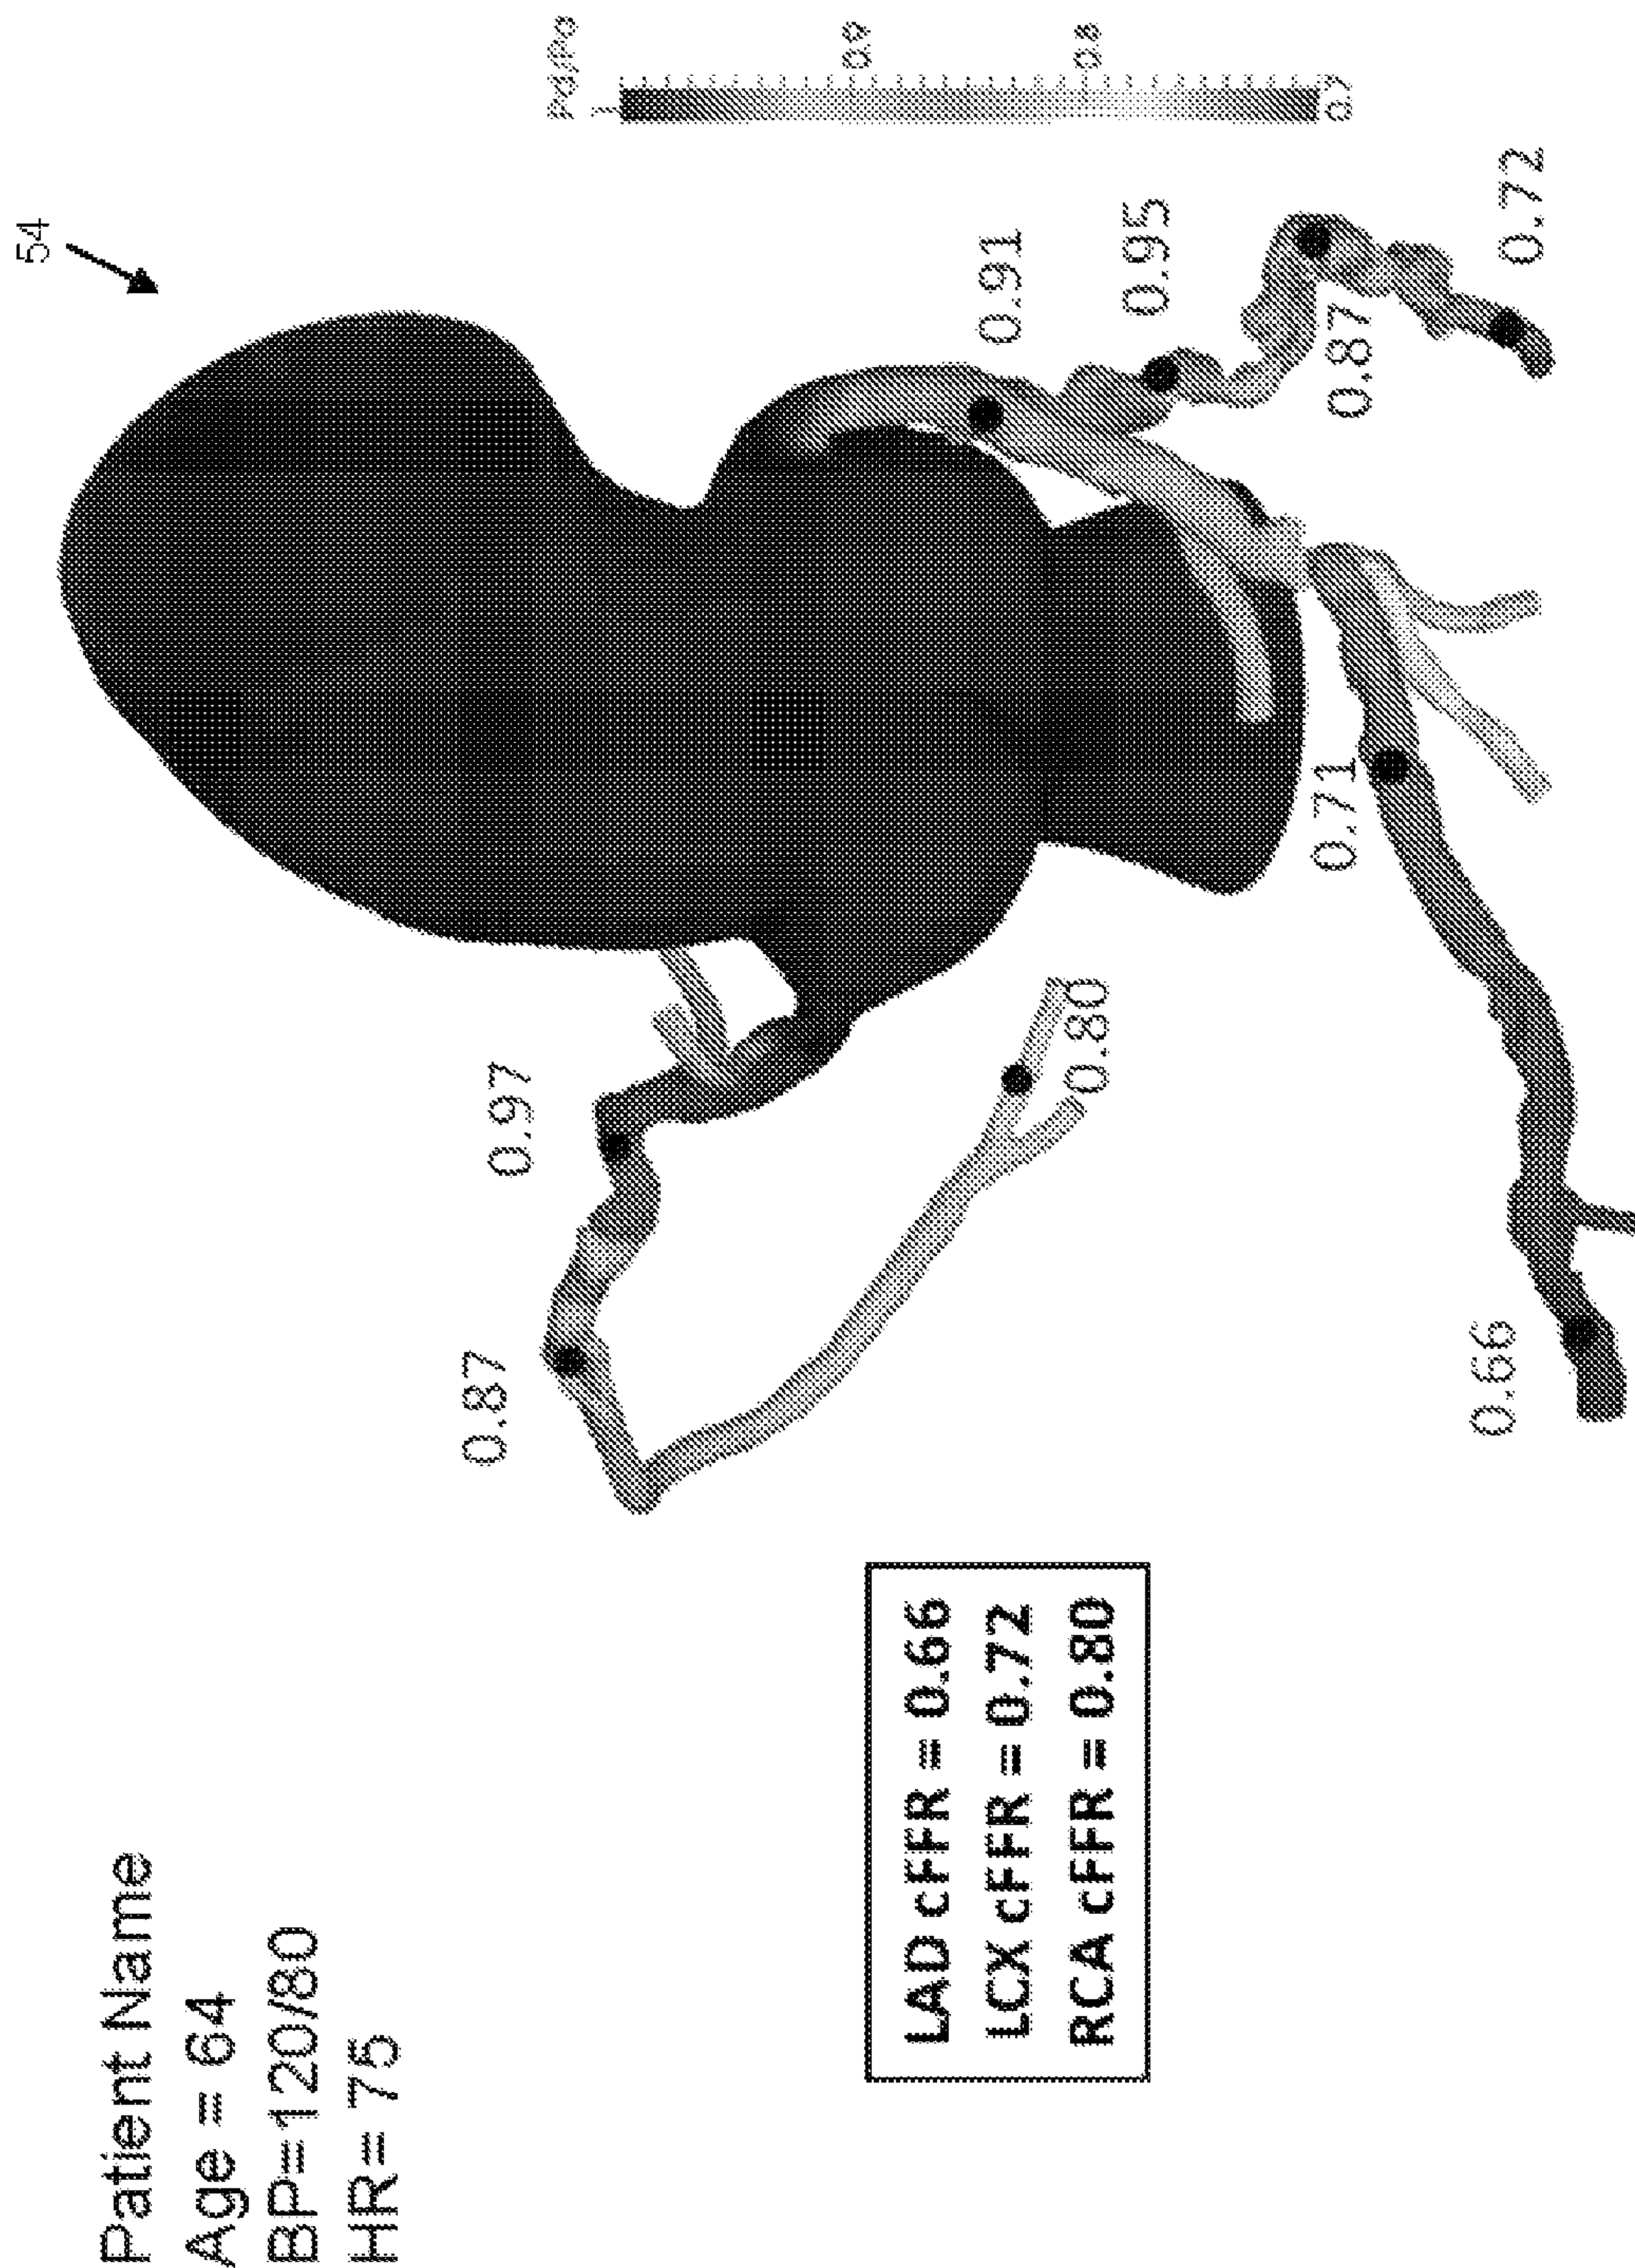 54
Patient Name
Age = 64
BP=120/80
HR= 75
0.87
0.97
Pd/Pa
1
0.9
0.8
0.7
LAD cFFR = 0.66
LCX cFFR = 0.72
RCA cFFR = 0.80
0.91
0.80
0.95
0.71
0.87
0.66
0.72